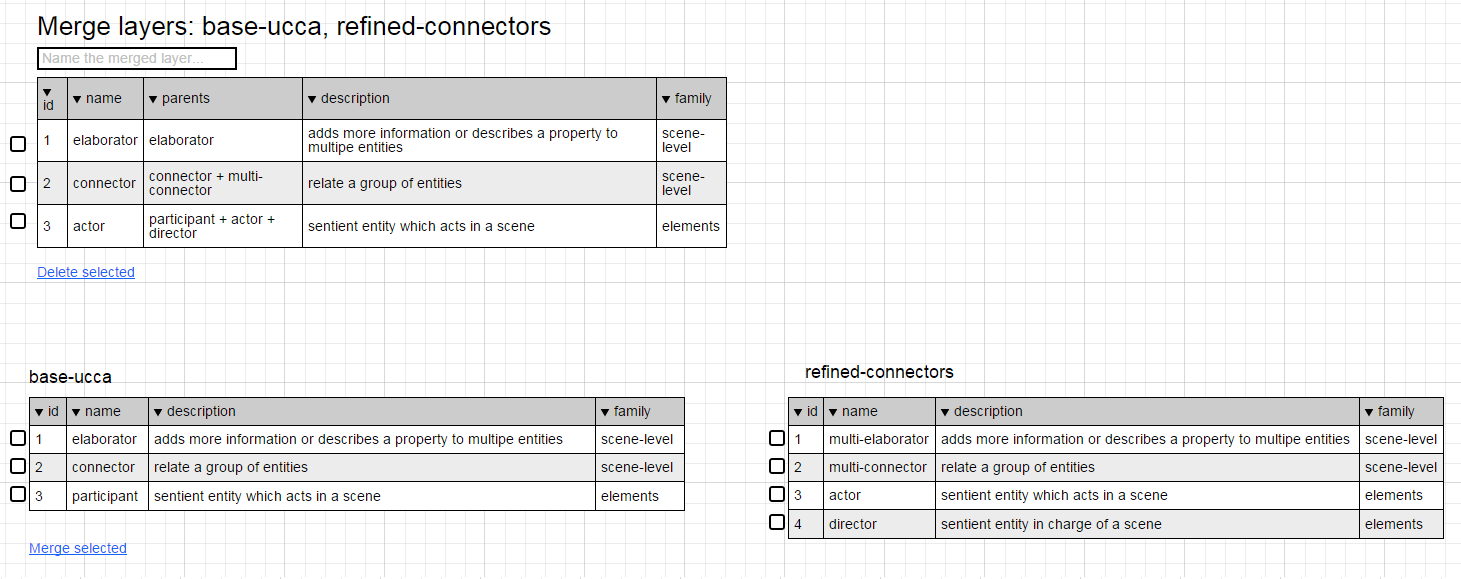 Merge layers: base-ucca, refined-connectors
Name the merged layer...
▼ id ▼ name ▼ parents ▼ description ▼ family
1 elaborator elaborator adds more information or describes a property to multipe entities scene-level
2 connector connector + multi-connector relate a group of entities scene-level
3 actor participant + actor + director sentient entity which acts in a scene elements
Delete selected
base-ucca
▼ id ▼ name ▼ description ▼ family
1 elaborator adds more information or describes a property to multipe entities scene-level
2 connector relate a group of entities scene-level
3 participant sentient entity which acts in a scene elements
Merge selected
refined-connectors
▼ id ▼ name ▼ description ▼ family
1 multi-elaborator adds more information or describes a property to multipe entities scene-level
2 multi-connector relate a group of entities scene-level
3 actor sentient entity which acts in a scene elements
4 director sentient entity in charge of a scene elements